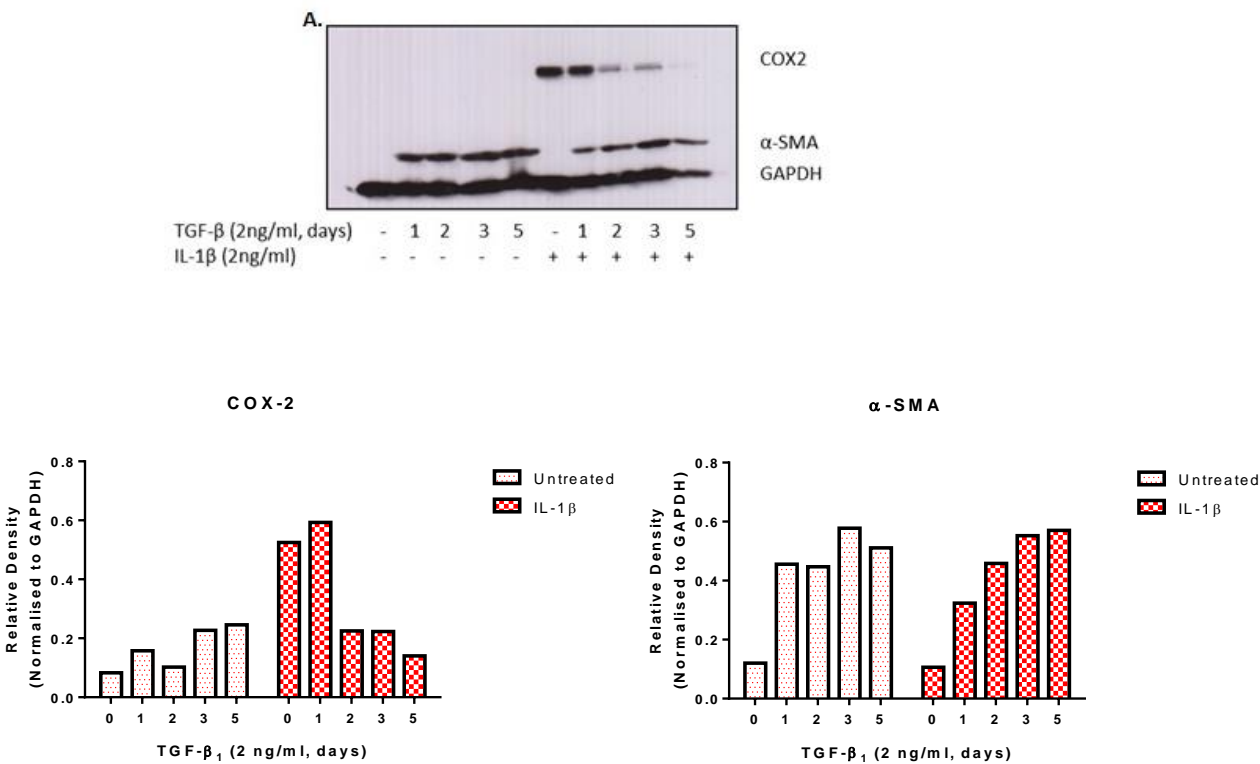 A.
COX2
α-SMA
GAPDH
TGF-β (2ng/ml, days) - 1 2 3 5 - 1 2 3 5
IL-1β (2ng/ml) - - - - - + + + + +
COX-2
Relative Density
(Normalised to GAPDH)
0.8
0.6
0.4
0.2
0.0
0 1 2 3 5 0 1 2 3 5
TGF-β1 (2 ng/ml, days)
Untreated
IL-1β
α-SMA
Relative Density
(Normalised to GAPDH)
0.8
0.6
0.4
0.2
0.0
0 1 2 3 5 0 1 2 3 5
TGF-β1 (2 ng/ml, days)
Untreated
IL-1β